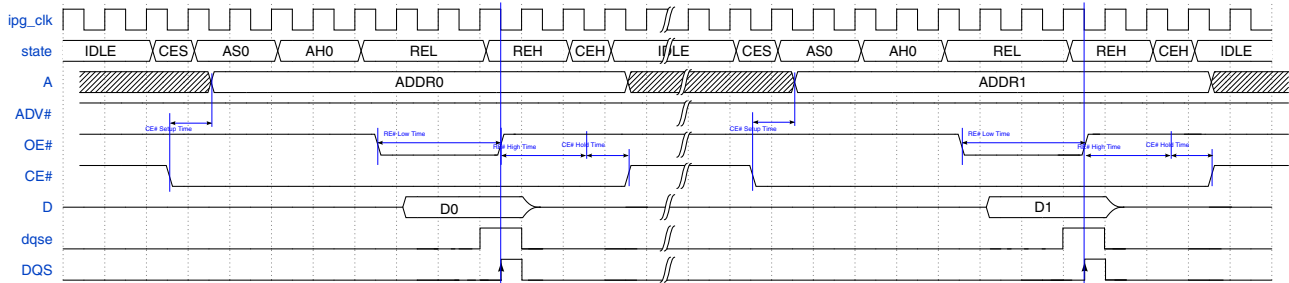 ipg_clk
state IDLE CES AS0 AH0 REL REH CEH IDLE CES AS0 AH0 REL REH CEH IDLE
A ADDR0 ADDR1
ADV#
CE# Setup Time CE# Setup Time
OE# RE# Low Time RE# High Time CE# Hold Time RE# Low Time RE# High Time CE# Hold Time
CE#
D D0 D1
dqse
DQS